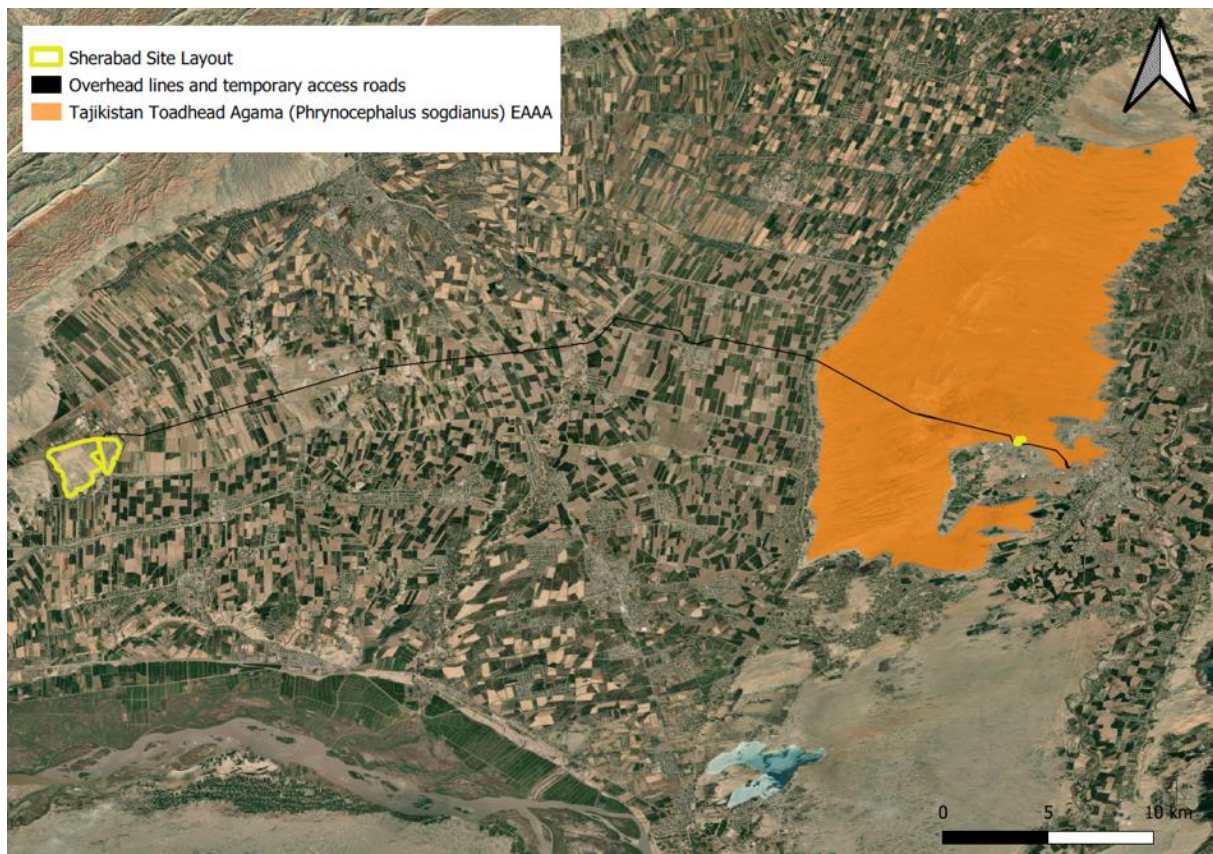 Sherabad Site Layout
Overhead lines and temporary access roads
Tajikistan Toadhead Agama (Phrynocephalus sogdianus) EAAA
0 5 10 km